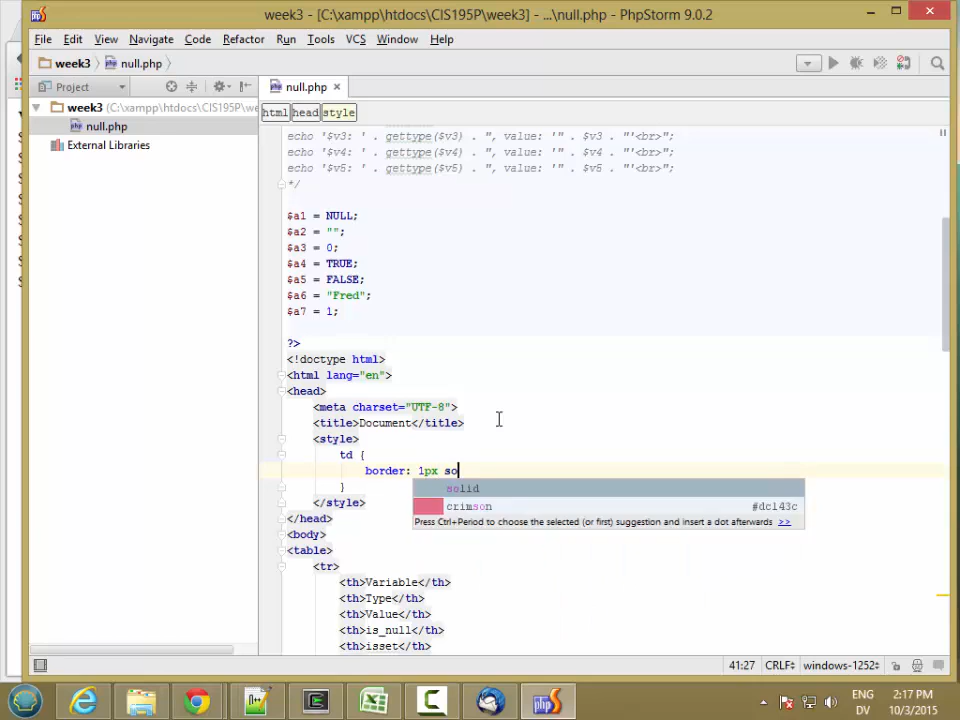 week3 - [C:\xampp\htdocs\CIS195P\week3] - ...\null.php - PhpStorm 9.0.2
File Edit View Navigate Code Refactor Run Tools VCS Window Help
week3 null.php
Project
null.php
week3 (C:\xampp\htdocs\CIS195P\we
null.php
External Libraries
html head style
echo '$v3: ' . gettype($v3) . ", value: '" . $v3 . "'<br>";
echo '$v4: ' . gettype($v4) . ", value: '" . $v4 . "'<br>";
echo '$v5: ' . gettype($v5) . ", value: '" . $v5 . "'<br>";
*/
$a1 = NULL;
$a2 = "";
$a3 = 0;
$a4 = TRUE;
$a5 = FALSE;
$a6 = "Fred";
$a7 = 1;
?>
<!doctype html>
<html lang="en">
<head>
<meta charset="UTF-8">
<title>Document</title>
<style>
td {
border: 1px so
}
</style>
</head>
<body>
<table>
<tr>
<th>Variable</th>
<th>Type</th>
<th>Value</th>
<th>is_null</th>
<th>isset</th>
solid
crimson #dc143c
Press Ctrl+Period to choose the selected (or first) suggestion and insert a dot afterwards >>
41:27 CRLF windows-1252
ENG 2:17 PM
DV 10/3/2015